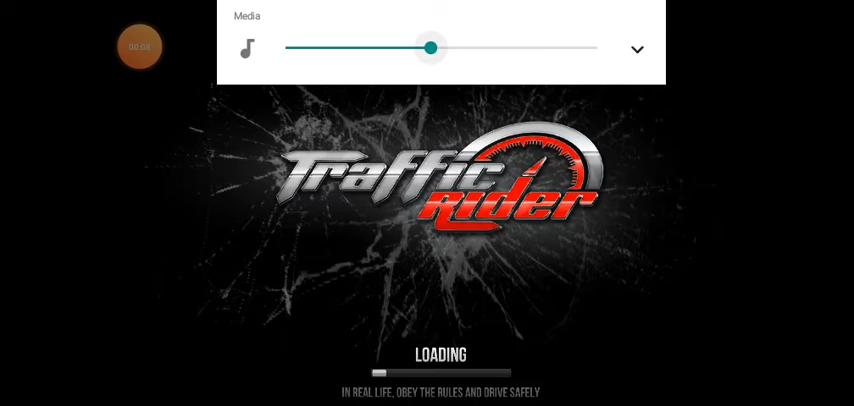 Media
00:08
Traffic
Rider
LOADING
IN REAL LIFE, OBEY THE RULES AND DRIVE SAFELY